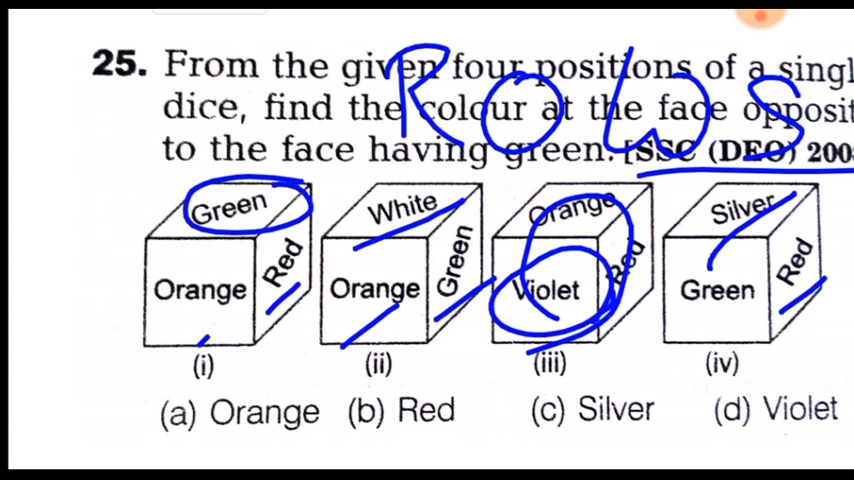 25. From the given four positions of a singl
dice, find the colour at the face opposit
to the face having green. [SSC (DEO) 200
R O W S
Green
Orange
Red
White
Orange
Green
Orange
Violet
Red
Silver
Green
Red
(i) (ii) (iii) (iv)
(a) Orange (b) Red (c) Silver (d) Violet